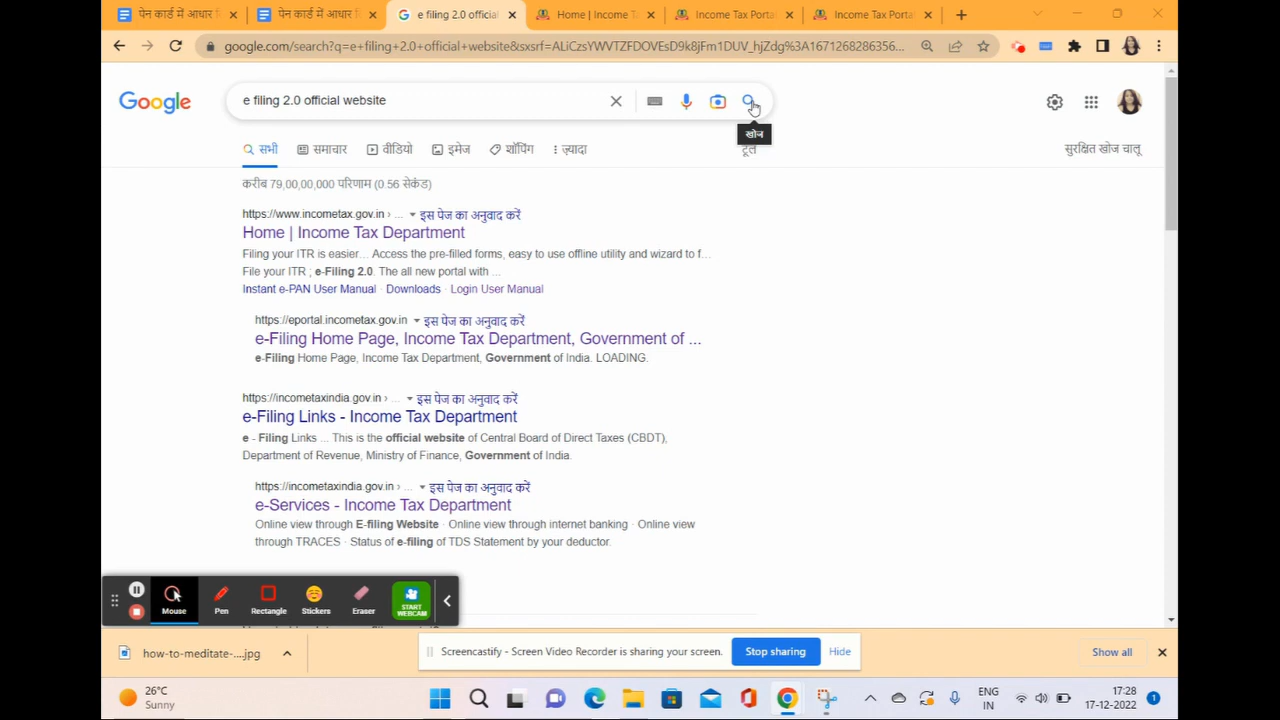 पेन कार्ड में आधार
पेन कार्ड में आधार
e filing 2.0 official
Home | Income Ta
Income Tax Portal
Income Tax Portal
google.com/search?q=e+filing+2.0+official+website&sxsrf=ALiCzsYWVTZFDOVEsD9k8jFm1DUV_hjZdg%3A1671268286356...
Google
e filing 2.0 official website
खोज
सभी
समाचार
वीडियो
इमेज
शॉपिंग
ज़्यादा
टूल
सुरक्षित खोज चालू
करीब 79,00,00,000 परिणाम (0.56 सेकंड)
https://www.incometax.gov.in › ... इस पेज का अनुवाद करें
Home | Income Tax Department
Filing your ITR is easier... Access the pre-filled forms, easy to use offline utility and wizard to f...
File your ITR ; e-Filing 2.0. The all new portal with ...
Instant e-PAN User Manual · Downloads · Login User Manual
https://eportal.incometax.gov.in इस पेज का अनुवाद करें
e-Filing Home Page, Income Tax Department, Government of ...
e-Filing Home Page, Income Tax Department, Government of India. LOADING.
https://incometaxindia.gov.in › ... इस पेज का अनुवाद करें
e-Filing Links - Income Tax Department
e - Filing Links ... This is the official website of Central Board of Direct Taxes (CBDT),
Department of Revenue, Ministry of Finance, Government of India.
https://incometaxindia.gov.in › ... इस पेज का अनुवाद करें
e-Services - Income Tax Department
Online view through E-filing Website · Online view through internet banking · Online view
through TRACES · Status of e-filing of TDS Statement by your deductor.
Mouse
Pen
Rectangle
Stickers
Eraser
START
WEBCAM
how-to-meditate-....jpg
Screencastify - Screen Video Recorder is sharing your screen.
Stop sharing
Hide
Show all
26°C
Sunny
ENG
IN
17:28
17-12-2022
1